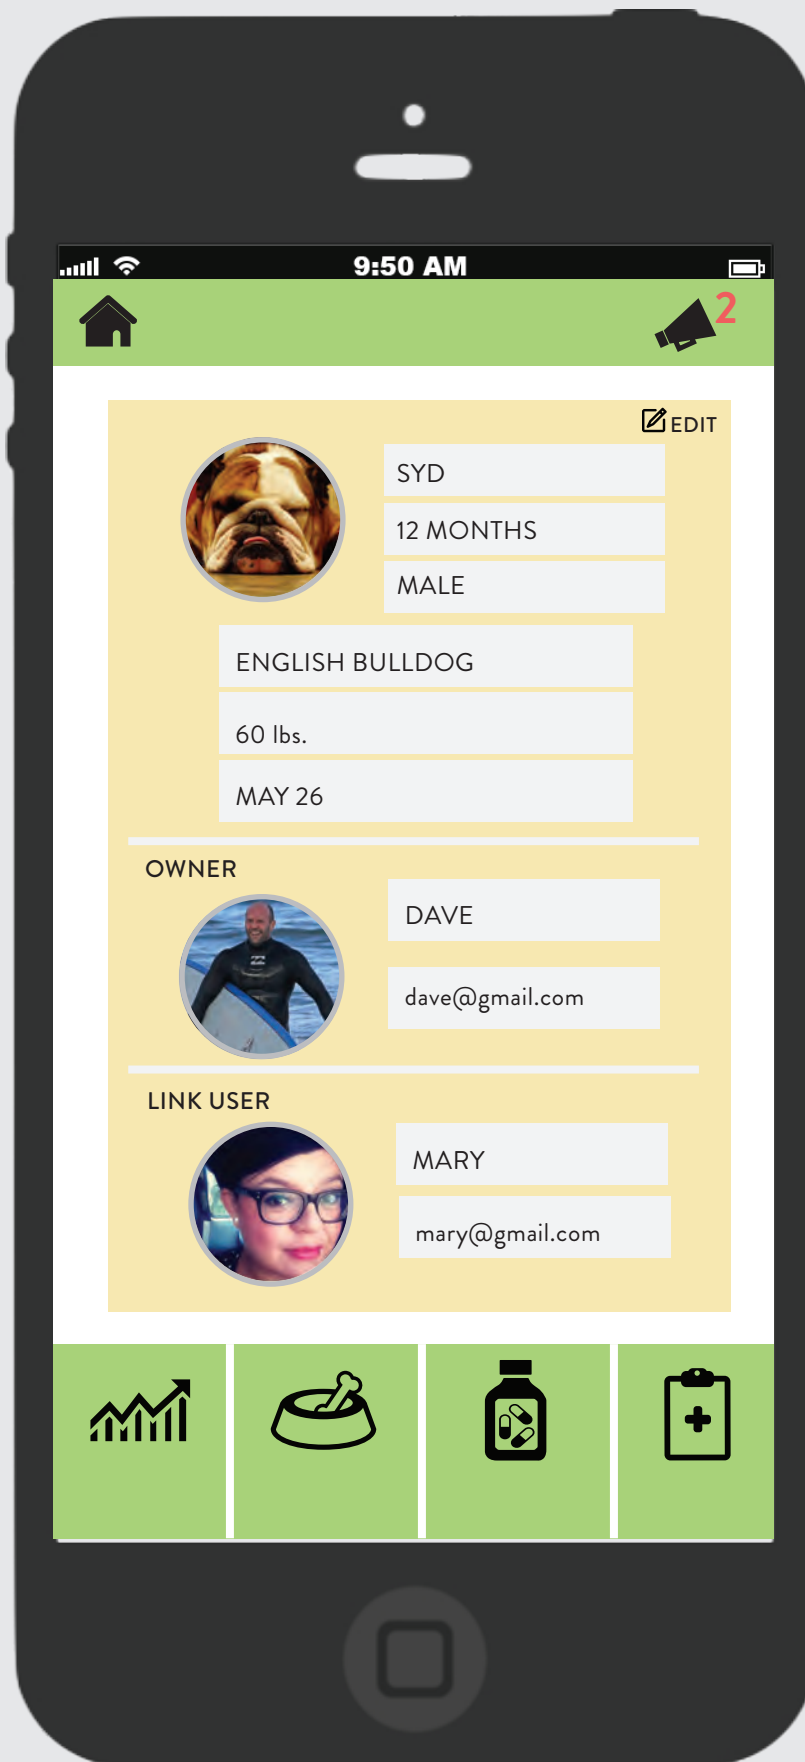 9:50 AM
2
EDIT
SYD
12 MONTHS
MALE
ENGLISH BULLDOG
60 lbs.
MAY 26
OWNER
DAVE
dave@gmail.com
LINK USER
MARY
mary@gmail.com